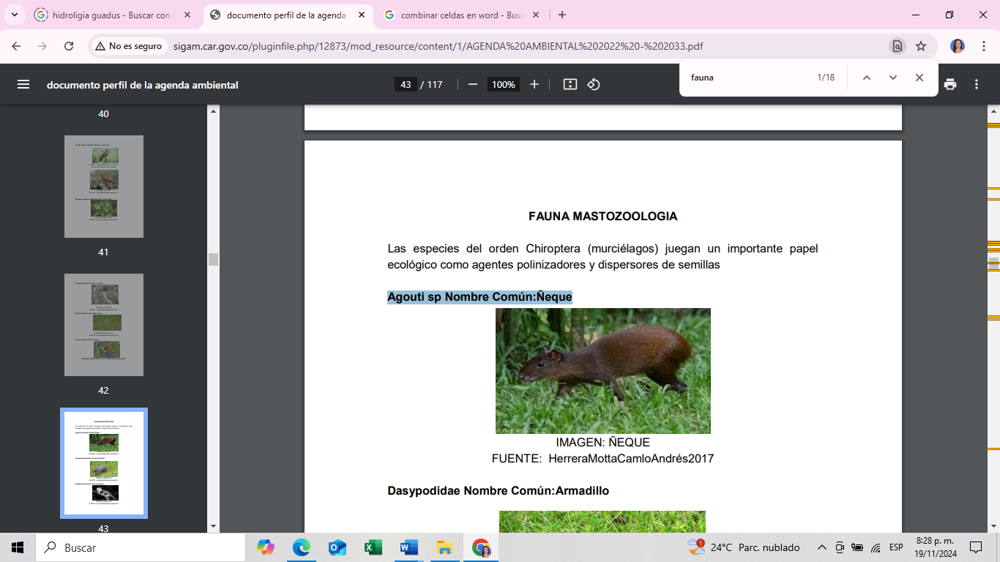 hidroligia guadus - Buscar con
documento perfil de la agenda
combinar celdas en word - Bus
No es seguro
sigam.car.gov.co/pluginfile.php/12873/mod_resource/content/1/AGENDA%20AMBIENTAL%202022%20-%202033.pdf
fauna
1/18
documento perfil de la agenda ambiental
43 / 117
100%
40
41
42
43
FAUNA MASTOZOOLOGIA
Las especies del orden Chiroptera (murciélagos) juegan un importante papel
ecológico como agentes polinizadores y dispersores de semillas
Agouti sp Nombre Común:Ñeque
IMAGEN: ÑEQUE
FUENTE: HerreraMottaCamloAndrés2017
Dasypodidae Nombre Común:Armadillo
Buscar
1
24°C Parc. nublado
ESP
8:28 p. m.
19/11/2024